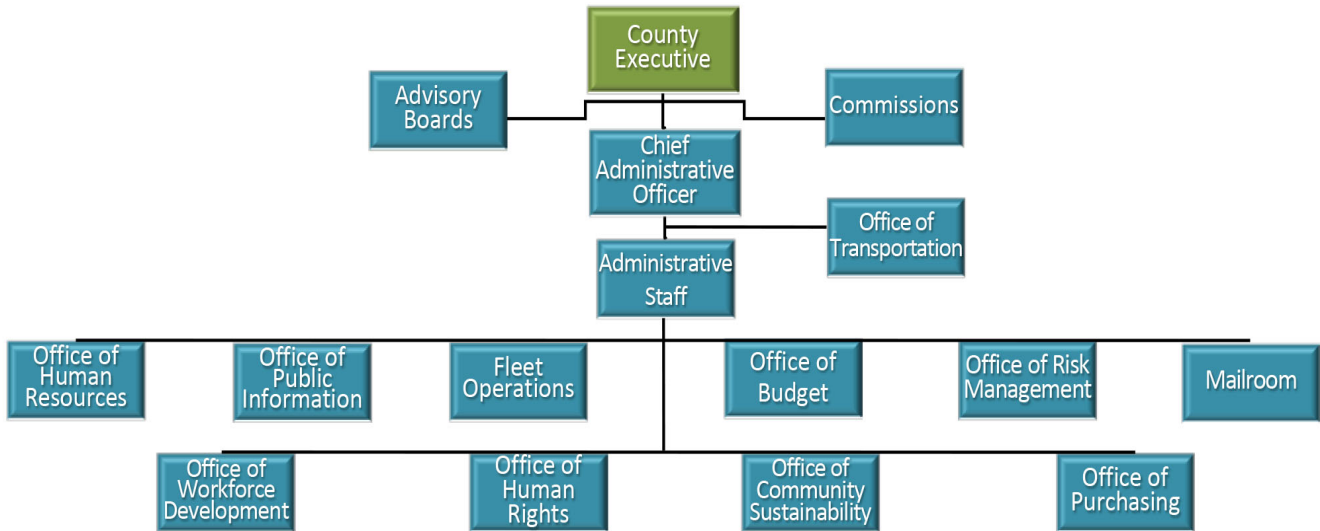 County
Executive
Advisory
Boards
Commissions
Chief
Administrative
Officer
Office of
Transportation
Administrative
Staff
Office of
Human
Resources
Office of
Public
Information
Fleet
Operations
Office of
Budget
Office of Risk
Management
Mailroom
Office of
Workforce
Development
Office of
Human
Rights
Office of
Community
Sustainability
Office of
Purchasing